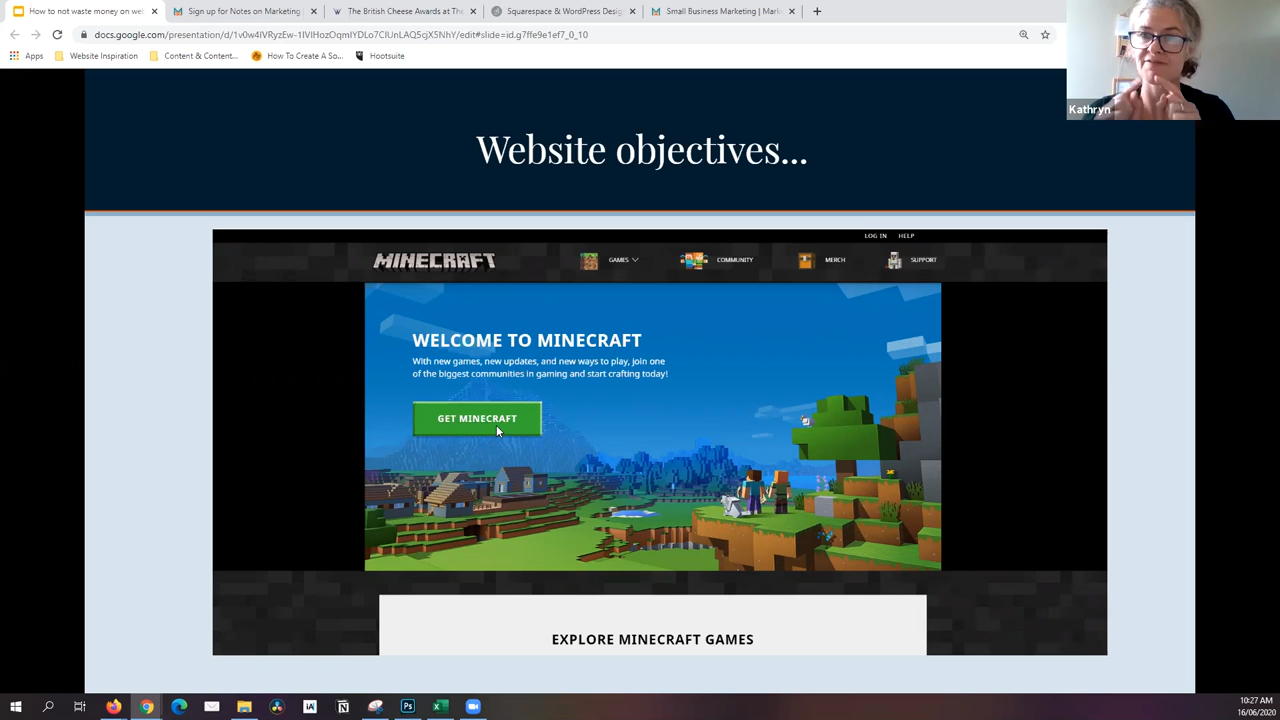 How to not waste money on web
Sign up for Notes on Marketing
The British Cheese Awards at The
Squarespace & WordPress Desig
Small Business Marketing | Mark
docs.google.com/presentation/d/
/edit#slide=id.g7ffe9e1ef7_0_10
Apps
Website Inspiration
Content & Content...
How To Create A So...
Hootsuite
Kathryn
Website objectives...
LOG IN HELP
MINECRAFT
GAMES
COMMUNITY
MERCH
SUPPORT
WELCOME TO MINECRAFT
With new games, new updates, and new ways to play, join one
of the biggest communities in gaming and start crafting today!
GET MINECRAFT
EXPLORE MINECRAFT GAMES
iA
Ps
10:27 AM
16/06/2020